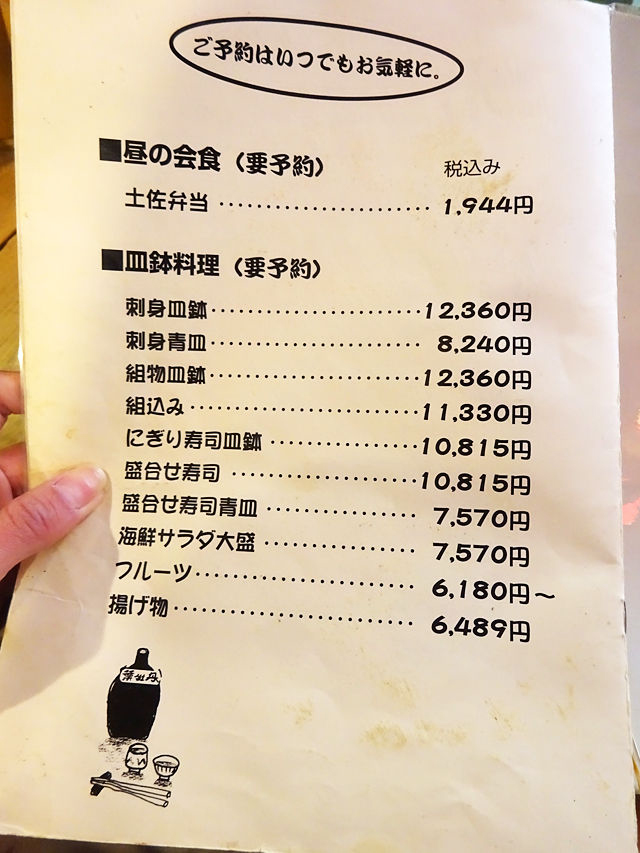 ご予約はいつでもお気軽に。
■昼の会食（要予約） 税込み
土佐弁当 ······················ 1,944円
■皿鉢料理（要予約）
刺身皿鉢······················12,360円
刺身青皿······················ 8,240円
組物皿鉢······················12,360円
組込み························11,330円
にぎり寿司皿鉢 ················10,815円
盛合せ寿司 ····················10,815円
盛合せ寿司青皿 ················ 7,570円
海鮮サラダ大盛 ················ 7,570円
フルーツ······················· 6,180円～
揚げ物························· 6,489円
葉牡丹